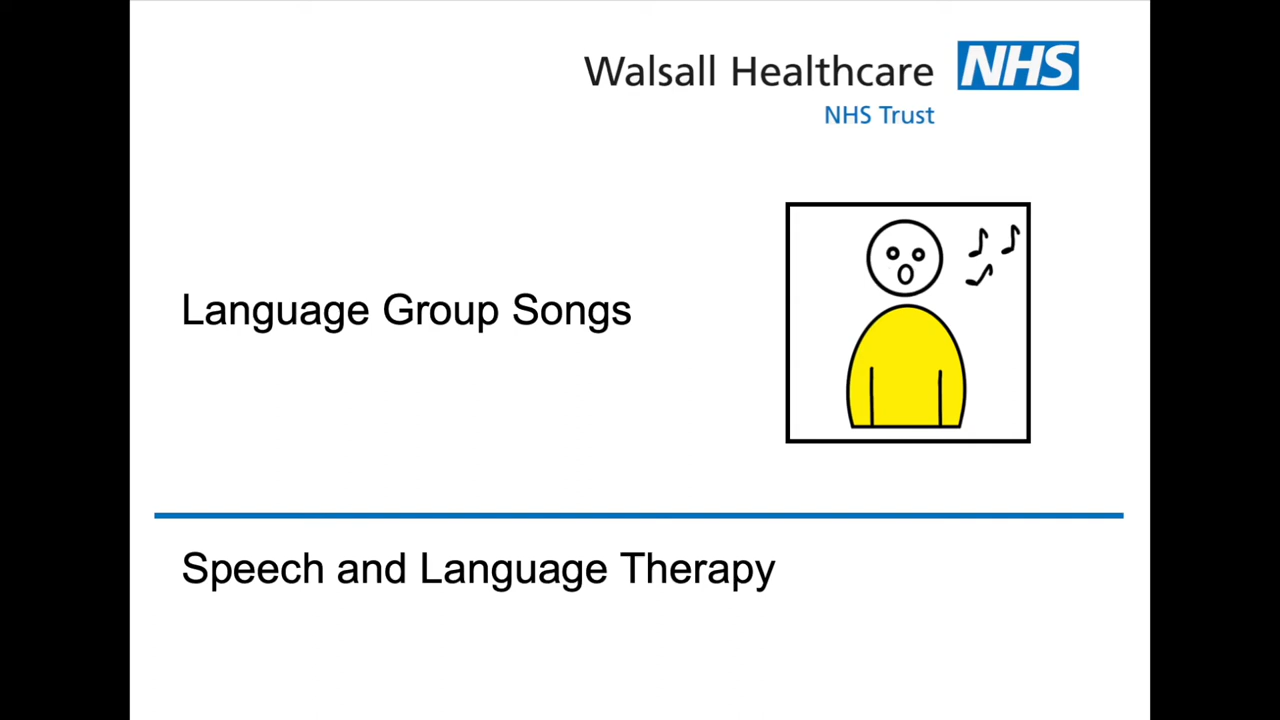 Walsall Healthcare NHS
NHS Trust
Language Group Songs
Speech and Language Therapy